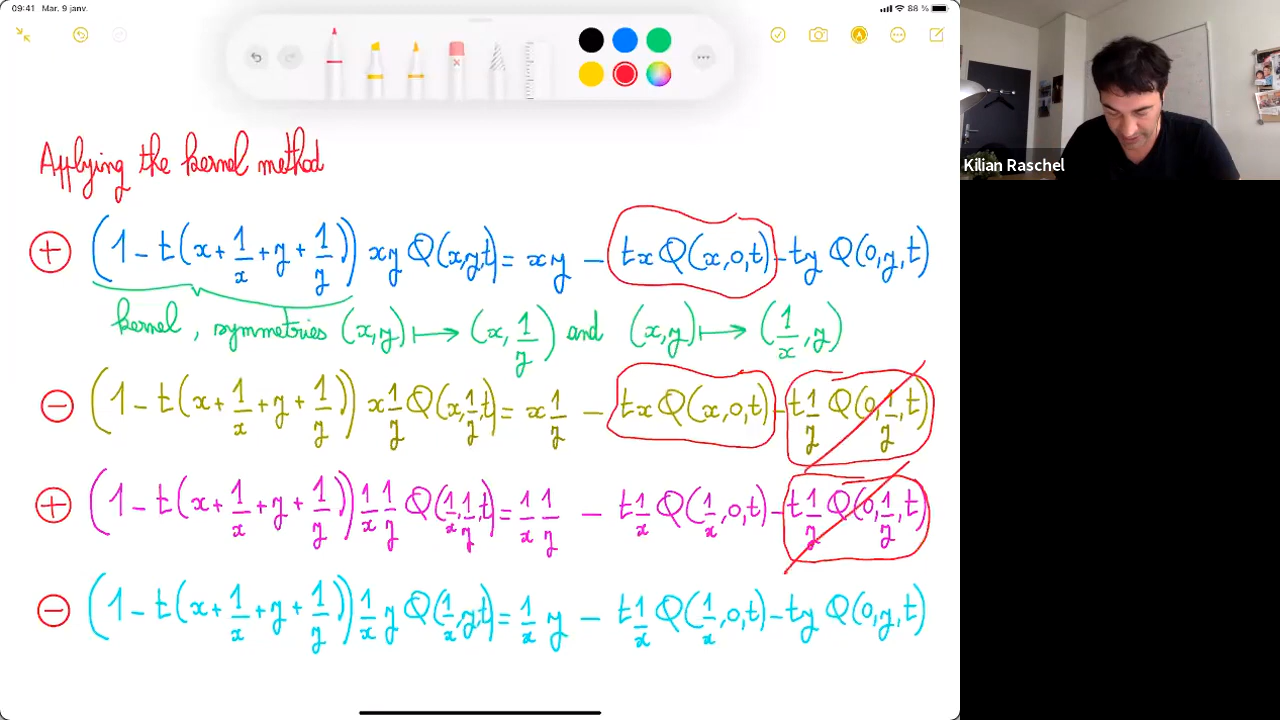 09:41 Mar. 9 janv.
88 %
Kilian Raschel
Applying the kernel method
⊕ (1 - t(x + 1/x + y + 1/y)) xy Q(x,y,t) = xy - tx Q(x,0,t) - ty Q(0,y,t)
kernel, symmetries (x,y) ↦ (x, 1/y) and (x,y) ↦ (1/x, y)
⊖ (1 - t(x + 1/x + y + 1/y)) x 1/y Q(x,1/y,t) = x 1/y - tx Q(x,0,t) - t 1/y Q(0,1/y,t)
⊕ (1 - t(x + 1/x + y + 1/y)) 1/x 1/y Q(1/x,1/y,t) = 1/x 1/y - t 1/x Q(1/x,0,t) - t 1/y Q(0,1/y,t)
⊖ (1 - t(x + 1/x + y + 1/y)) 1/x y Q(1/x,y,t) = 1/x y - t 1/x Q(1/x,0,t) - ty Q(0,y,t)